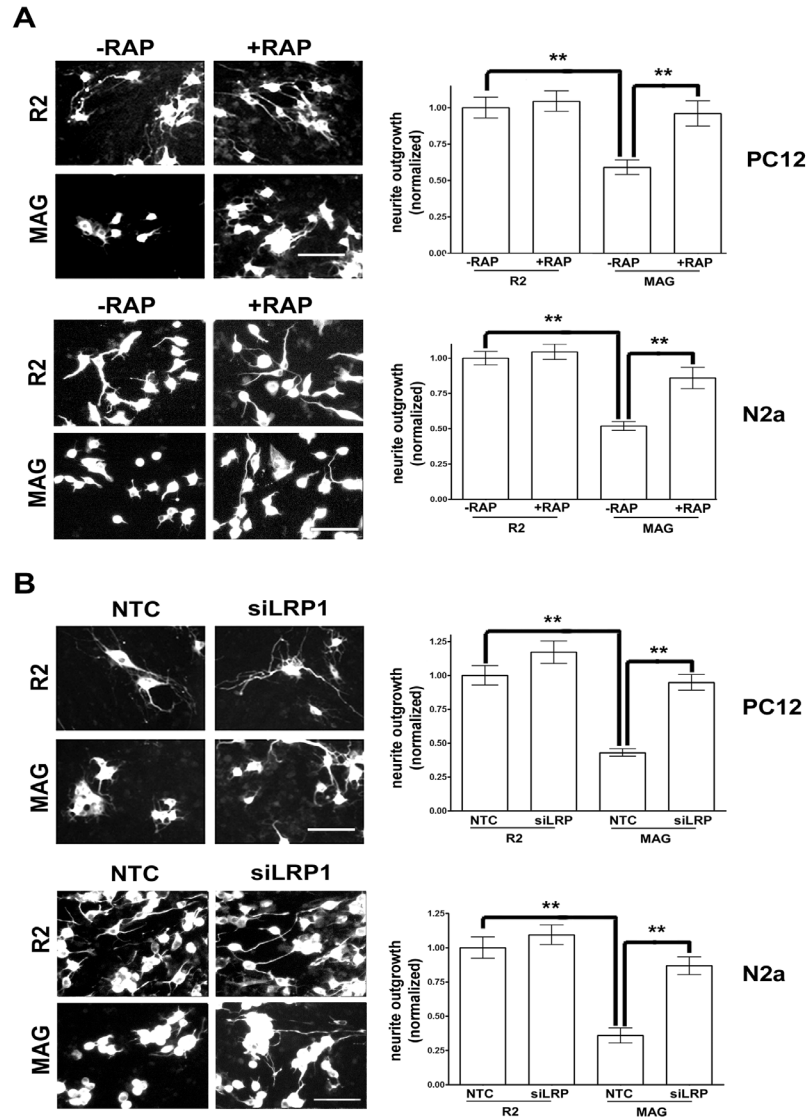 A
-RAP +RAP
R2
MAG
neurite outgrowth
(normalized)
1.00
0.75
0.50
0.25
0.00
** **
-RAP +RAP -RAP +RAP
R2 MAG
PC12
-RAP +RAP
R2
MAG
neurite outgrowth
(normalized)
1.00
0.75
0.50
0.25
0.00
** **
-RAP +RAP -RAP +RAP
R2 MAG
N2a
B
NTC siLRP1
R2
MAG
neurite outgrowth
(normalized)
1.25
1.00
0.75
0.50
0.25
0.00
** **
NTC siLRP NTC siLRP
R2 MAG
PC12
NTC siLRP1
R2
MAG
neurite outgrowth
(normalized)
1.25
1.00
0.75
0.50
0.25
0.00
** **
NTC siLRP NTC siLRP
R2 MAG
N2a